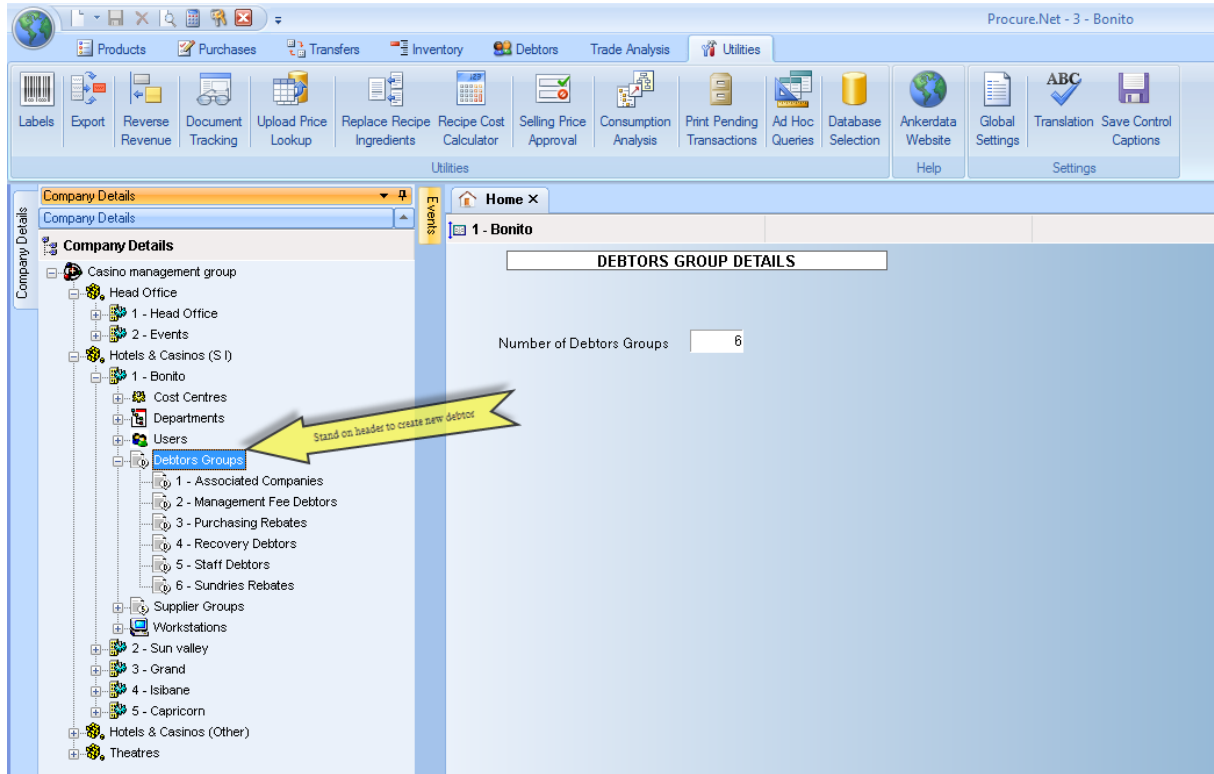 Procure.Net - 3 - Bonito
Products Purchases Transfers Inventory Debtors Trade Analysis Utilities
Labels Export Reverse Revenue Document Tracking Upload Price Lookup Replace Recipe Ingredients Recipe Cost Calculator Selling Price Approval Consumption Analysis Print Pending Transactions Ad Hoc Queries Database Selection Ankerdata Website Global Settings ABC Translation Save Control Captions
Utilities Help Settings
Company Details
Company Details
Company Details
Company Details
Casino management group
Head Office
1 - Head Office
2 - Events
Hotels & Casinos (S I)
1 - Bonito
Cost Centres
Departments
Users
Debtors Groups
1 - Associated Companies
2 - Management Fee Debtors
3 - Purchasing Rebates
4 - Recovery Debtors
5 - Staff Debtors
6 - Sundries Rebates
Supplier Groups
Workstations
2 - Sun valley
3 - Grand
4 - Isibane
5 - Capricorn
Hotels & Casinos (Other)
Theatres
Stand on header to create new debtor
Events
Home X
1 - Bonito
DEBTORS GROUP DETAILS
Number of Debtors Groups 6